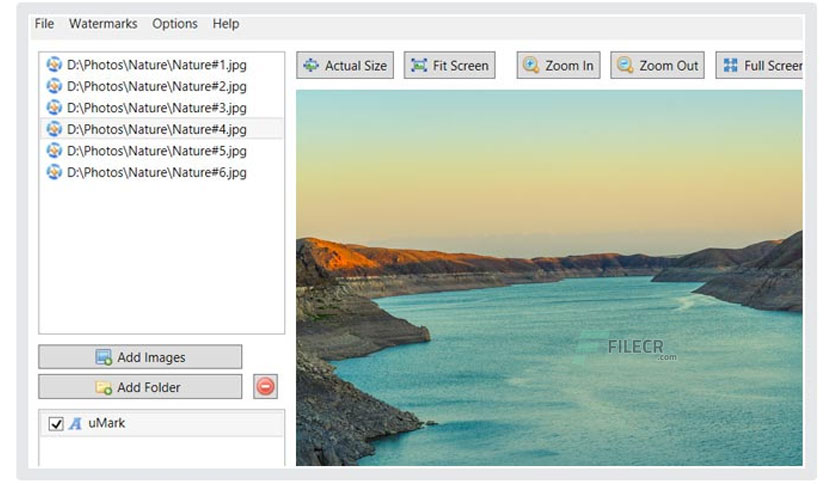 File Watermarks Options Help
D:\Photos\Nature\Nature#1.jpg
D:\Photos\Nature\Nature#2.jpg
D:\Photos\Nature\Nature#3.jpg
D:\Photos\Nature\Nature#4.jpg
D:\Photos\Nature\Nature#5.jpg
D:\Photos\Nature\Nature#6.jpg
Add Images
Add Folder
A uMark
Actual Size Fit Screen Zoom In Zoom Out Full Screen
FILECR
.com